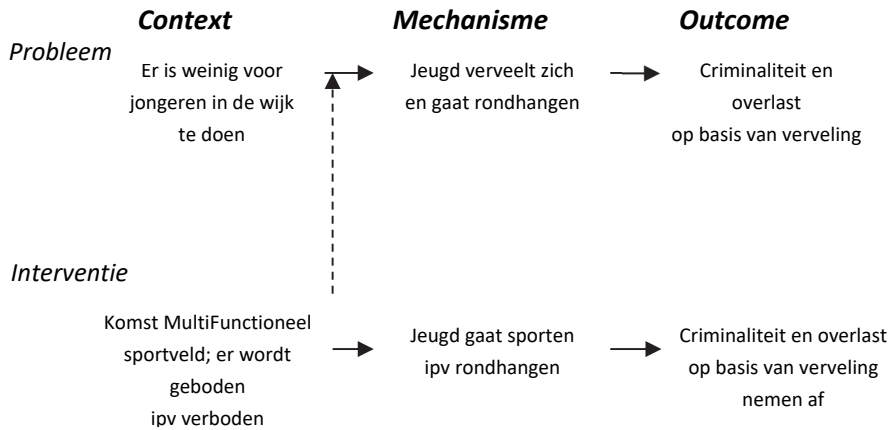 Context Mechanisme Outcome
Probleem
Er is weinig voor
jongeren in de wijk
te doen
Jeugd verveelt zich
en gaat rondhangen
Criminaliteit en
overlast
op basis van verveling
Interventie
Komst MultiFunctioneel
sportveld; er wordt
geboden
ipv verboden
Jeugd gaat sporten
ipv rondhangen
Criminaliteit en overlast
op basis van verveling
nemen af